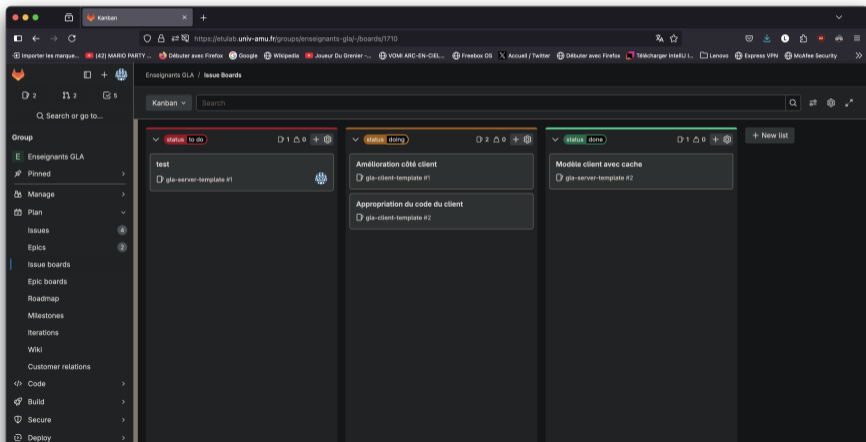 Kanban
https://etulab.univ-amu.fr/groups/enseignants-gla/-/boards/1710
Importer les marque... (42) MARIO PARTY ... Débuter avec Firefox Google Wikipedia Joueur Du Grenier -... VOMI ARC-EN-CIEL... Freebox OS Accueil / Twitter Débuter avec Firefox Télécharger IntelliJ I... Lenovo Express VPN McAfee Security
Enseignants GLA / Issue Boards
2 2 5
Search or go to...
Kanban Search
Group
E Enseignants GLA
Pinned
Manage
Plan
Issues 4
Epics 2
Issue boards
Epic boards
Roadmap
Milestones
Iterations
Wiki
Customer relations
Code
Build
Secure
Deploy
status to do 1 0
test
gla-server-template #1
status doing 2 0
Amélioration côté client
gla-client-template #1
Appropriation du code du client
gla-client-template #2
status done 1 0
Modèle client avec cache
gla-server-template #2
+ New list